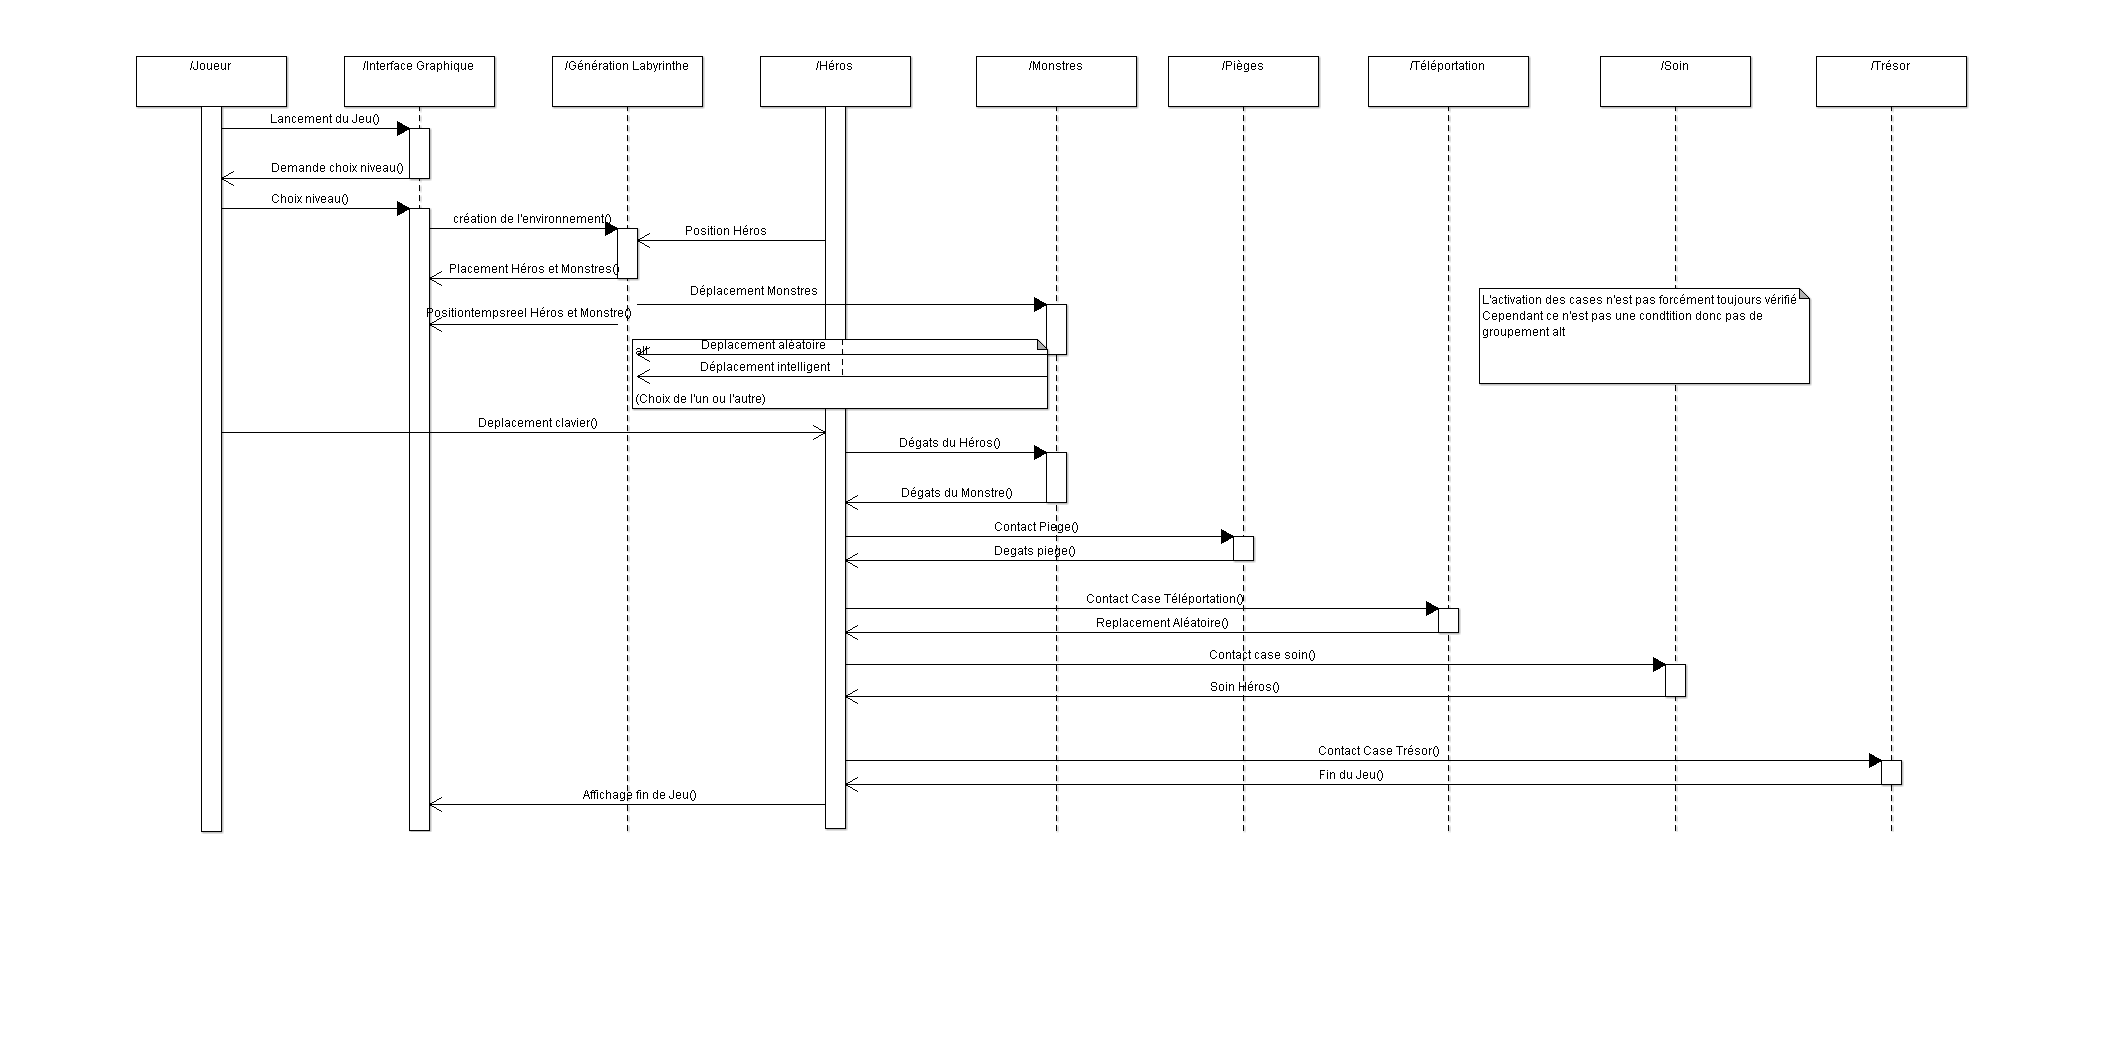 /Joueur
/Interface Graphique
/Génération Labyrinthe
/Héros
/Monstres
/Pièges
/Téléportation
/Soin
/Trésor
Lancement du Jeu()
Demande choix niveau()
Choix niveau()
création de l'environnement()
Position Héros
Placement Héros et Monstres()
Déplacement Monstres
Positiontempsreel Héros et Monstre()
L'activation des cases n'est pas forcément toujours vérifié
Cependant ce n'est pas une condtition donc pas de
groupement alt
alt
Deplacement aléatoire
Déplacement intelligent
(Choix de l'un ou l'autre)
Deplacement clavier()
Dégats du Héros()
Dégats du Monstre()
Contact Piege()
Degats piege()
Contact Case Téléportation()
Replacement Aléatoire()
Contact case soin()
Soin Héros()
Contact Case Trésor()
Fin du Jeu()
Affichage fin de Jeu()